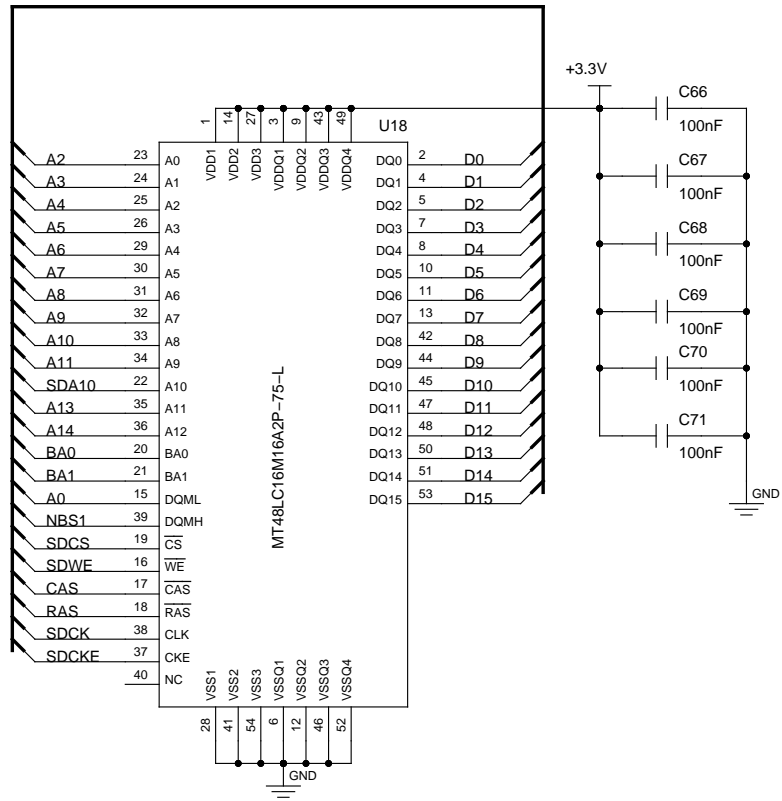 +3.3V
C66
100nF
C67
100nF
C68
100nF
C69
100nF
C70
100nF
C71
100nF
GND
U18
1 14 27 3 9 43 49
VDD1 VDD2 VDD3 VDDQ1 VDDQ2 VDDQ3 VDDQ4
A2 23 A0 DQ0 2 D0
A3 24 A1 DQ1 4 D1
A4 25 A2 DQ2 5 D2
A5 26 A3 DQ3 7 D3
A6 29 A4 DQ4 8 D4
A7 30 A5 DQ5 10 D5
A8 31 A6 DQ6 11 D6
A9 32 A7 DQ7 13 D7
A10 33 A8 DQ8 42 D8
A11 34 A9 DQ9 44 D9
SDA10 22 A10 DQ10 45 D10
A13 35 A11 DQ11 47 D11
A14 36 A12 DQ12 48 D12
BA0 20 BA0 DQ13 50 D13
BA1 21 BA1 DQ14 51 D14
A0 15 DQML DQ15 53 D15
NBS1 39 DQMH
SDCS 19 CS
SDWE 16 WE
CAS 17 CAS
RAS 18 RAS
SDCK 38 CLK
SDCKE 37 CKE
40 NC
MT48LC16M16A2P-75-L
VSS1 VSS2 VSS3 VSSQ1 VSSQ2 VSSQ3 VSSQ4
28 41 54 6 12 46 52
GND